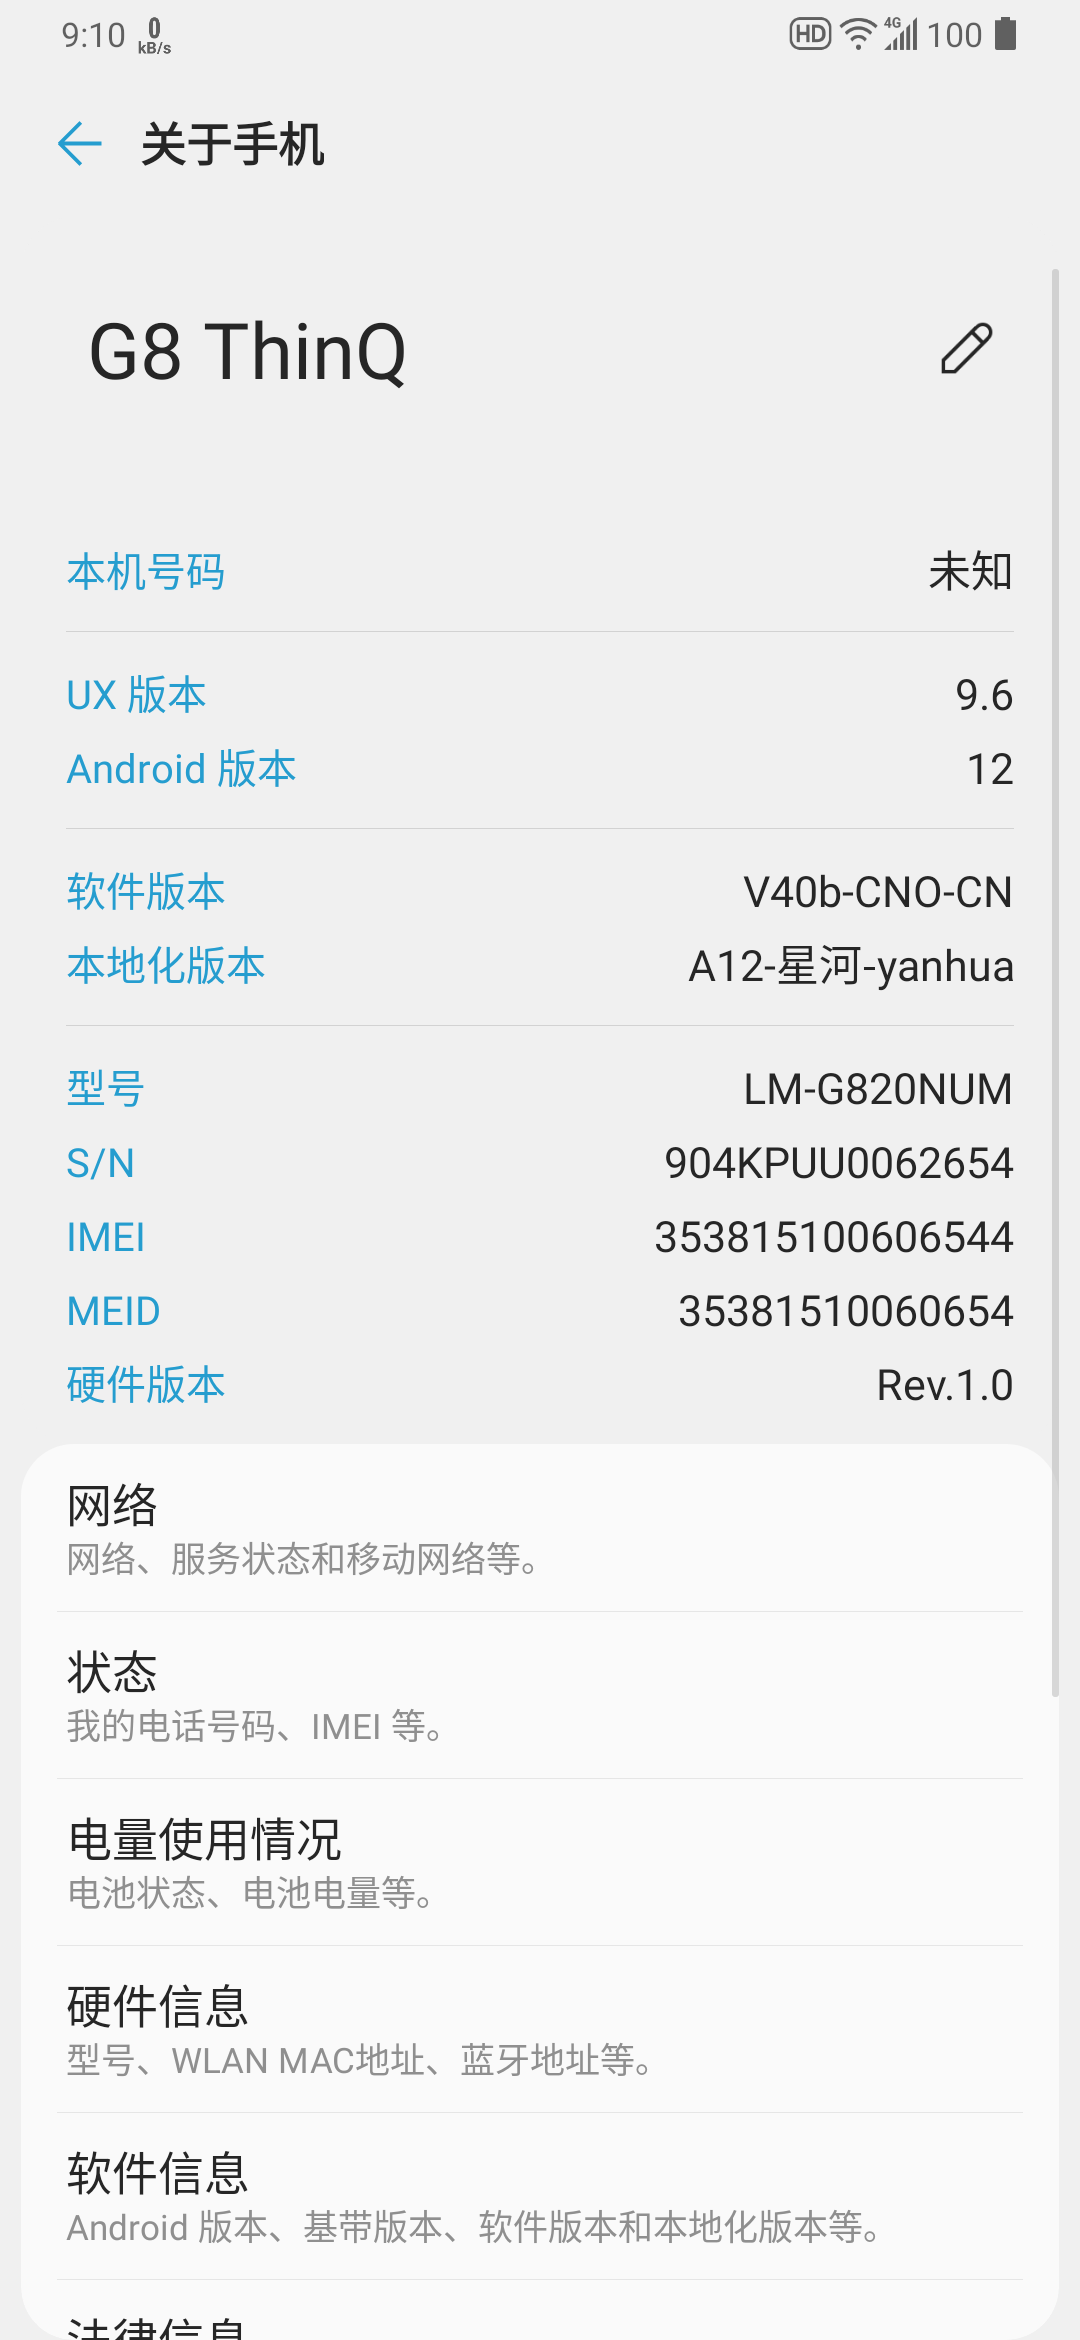 9:10 0 kB/s HD 4G 100
关于手机
G8 ThinQ
本机号码 未知
UX 版本 9.6
Android 版本 12
软件版本 V40b-CNO-CN
本地化版本 A12-星河-yanhua
型号 LM-G820NUM
S/N 904KPUU0062654
IMEI 353815100606544
MEID 35381510060654
硬件版本 Rev.1.0
网络
网络、服务状态和移动网络等。
状态
我的电话号码、IMEI 等。
电量使用情况
电池状态、电池电量等。
硬件信息
型号、WLAN MAC地址、蓝牙地址等。
软件信息
Android 版本、基带版本、软件版本和本地化版本等。
法律信息